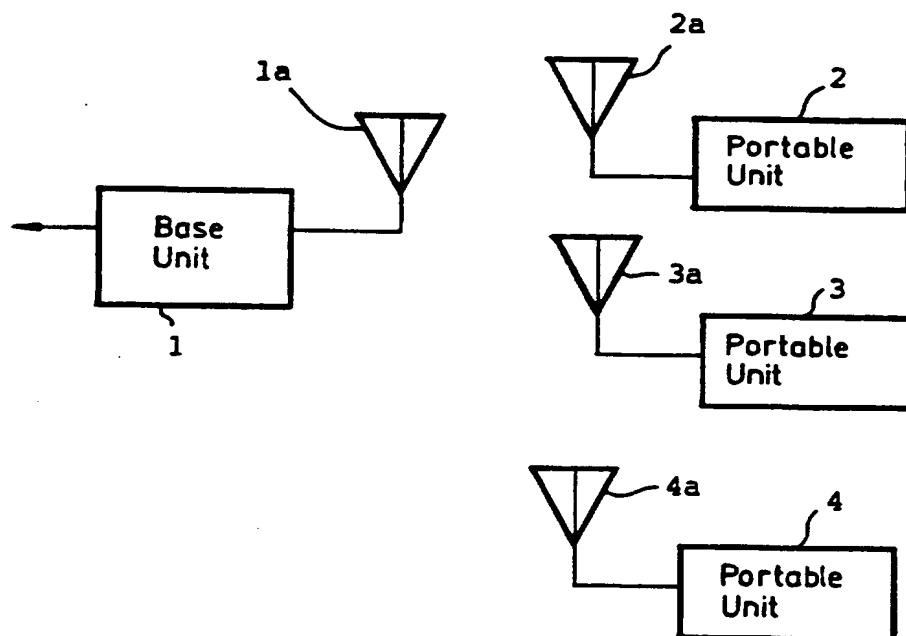 1a
Base
Unit
1
2a
2
Portable
Unit
3a
3
Portable
Unit
4a
4
Portable
Unit